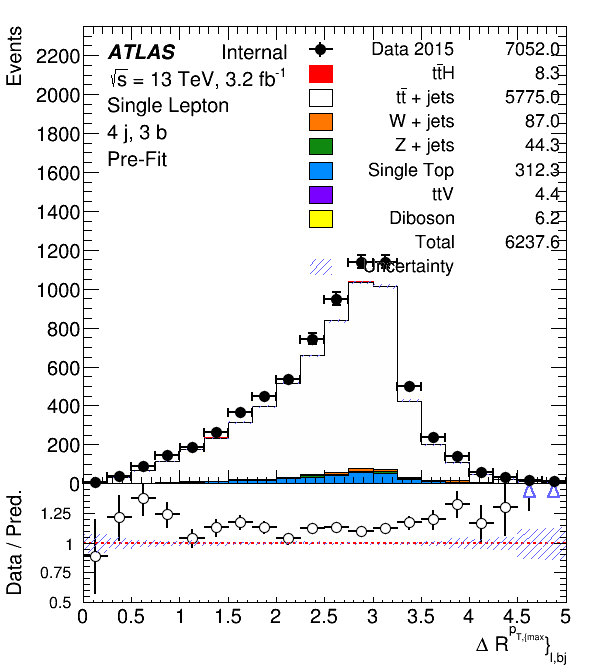 Events
ATLAS Internal
√s = 13 TeV, 3.2 fb⁻¹
Single Lepton
4 j, 3 b
Pre-Fit
Data 2015 7052.0
tt̄H 8.3
tt̄ + jets 5775.0
W + jets 87.0
Z + jets 44.3
Single Top 312.3
ttV 4.4
Diboson 6.2
Total 6237.6
Uncertainty
2200
2000
1800
1600
1400
1200
1000
800
600
400
200
0
Data / Pred.
1.25
1
0.75
0.5
0 0.5 1 1.5 2 2.5 3 3.5 4 4.5 5
Δ R^{p_{T,{max}}}_{l,bj}